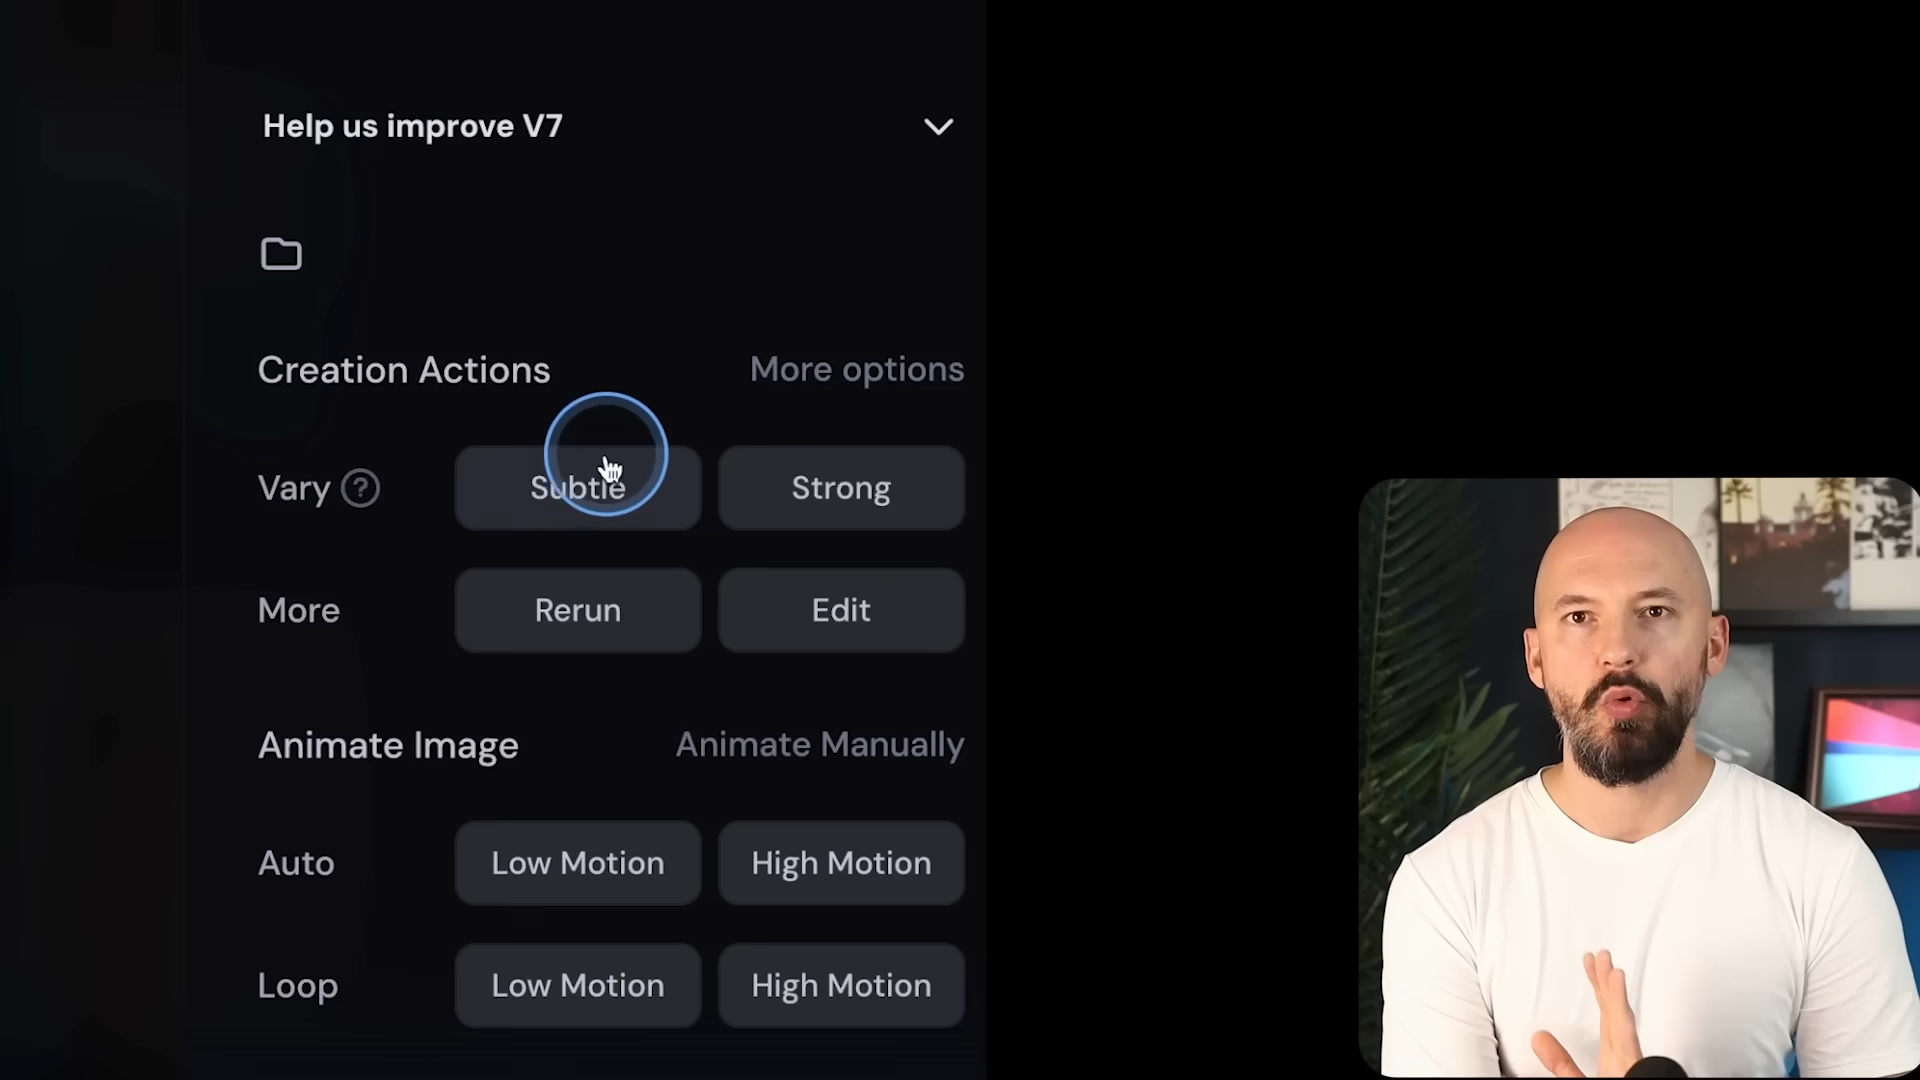 Help us improve V7
Creation Actions More options
Vary ? Subtle Strong
More Rerun Edit
Animate Image Animate Manually
Auto Low Motion High Motion
Loop Low Motion High Motion